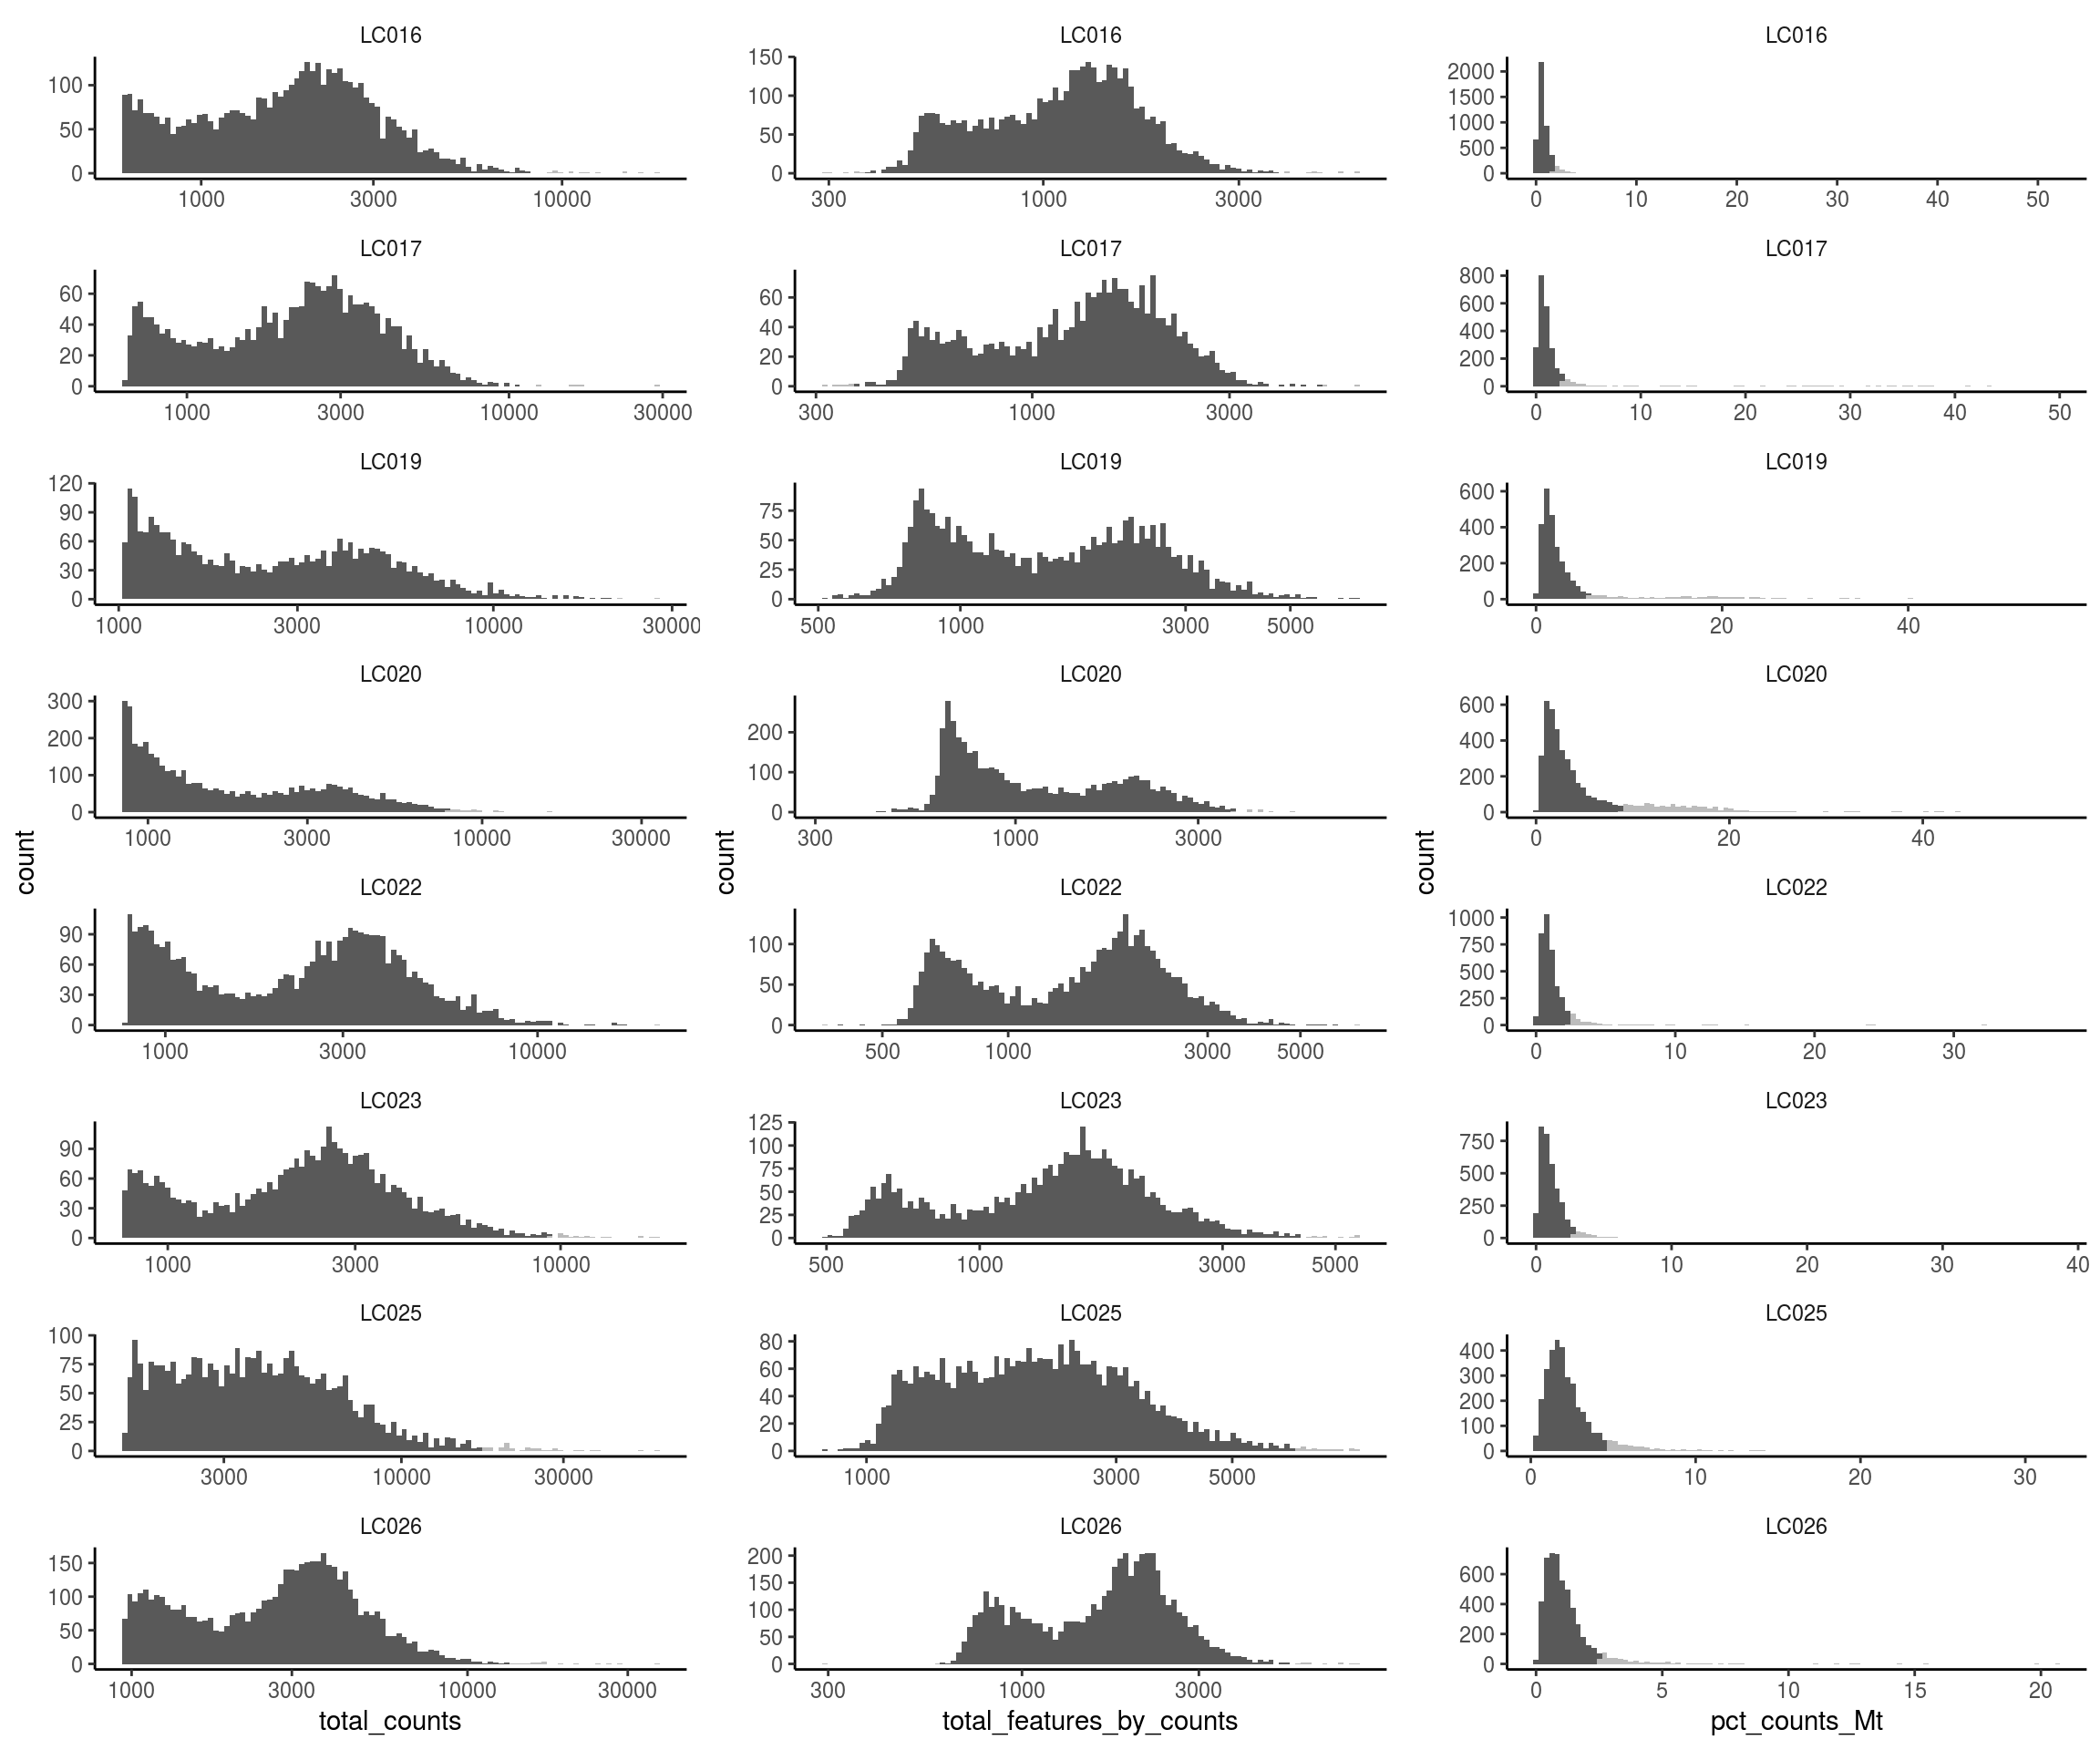 LC016 LC016 LC016
100 50 0 150 100 50 0 2000 1500 1000 500 0
1000 3000 10000 300 1000 3000 0 10 20 30 40 50
LC017 LC017 LC017
60 40 20 0 60 40 20 0 800 600 400 200 0
1000 3000 10000 30000 300 1000 3000 0 10 20 30 40 50
LC019 LC019 LC019
120 90 60 30 0 75 50 25 0 600 400 200 0
1000 3000 10000 30000 500 1000 3000 5000 0 20 40
LC020 LC020 LC020
300 200 100 0 200 100 0 600 400 200 0
1000 3000 10000 30000 300 1000 3000 0 20 40
count count count
LC022 LC022 LC022
90 60 30 0 100 50 0 1000 750 500 250 0
1000 3000 10000 500 1000 3000 5000 0 10 20 30
LC023 LC023 LC023
90 60 30 0 125 100 75 50 25 0 750 500 250 0
1000 3000 10000 500 1000 3000 5000 0 10 20 30 40
LC025 LC025 LC025
100 75 50 25 0 80 60 40 20 0 400 300 200 100 0
3000 10000 30000 1000 3000 5000 0 10 20 30
LC026 LC026 LC026
150 100 50 0 200 150 100 50 0 600 400 200 0
1000 3000 10000 30000 300 1000 3000 0 5 10 15 20
total_counts total_features_by_counts pct_counts_Mt